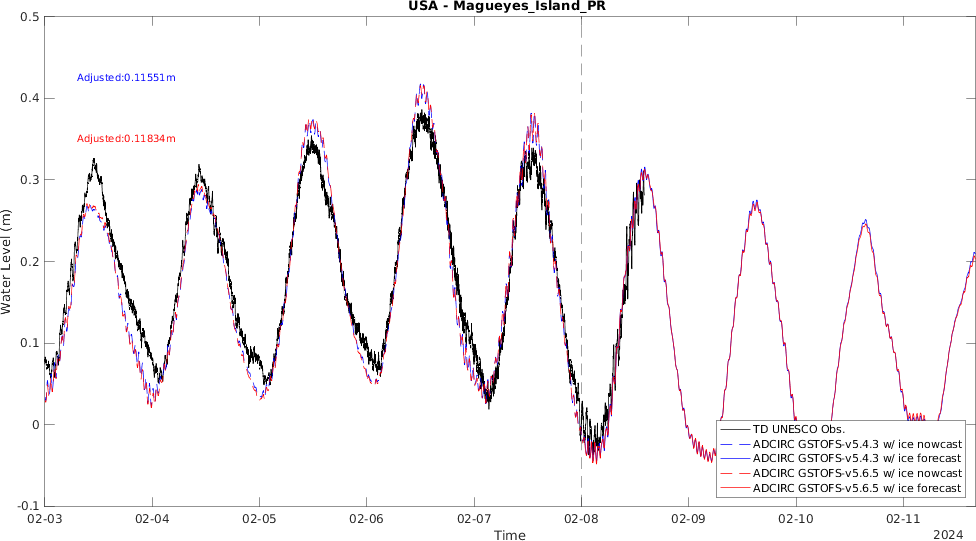 USA - Magueyes_Island_PR
0.5
Adjusted:0.11551m
0.4
Adjusted:0.11834m
0.3
Water Level (m)
0.2
0.1
0
-0.1
TD UNESCO Obs.
ADCIRC GSTOFS-v5.4.3 w/ ice nowcast
ADCIRC GSTOFS-v5.4.3 w/ ice forecast
ADCIRC GSTOFS-v5.6.5 w/ ice nowcast
ADCIRC GSTOFS-v5.6.5 w/ ice forecast
02-03 02-04 02-05 02-06 02-07 02-08 02-09 02-10 02-11
Time
2024